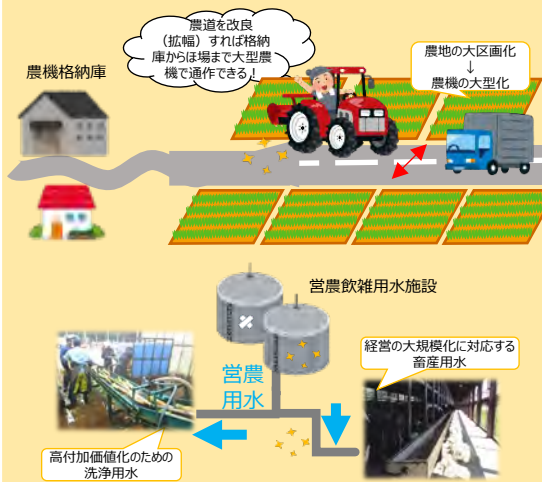 農道を改良
（拡幅）すれば格納
庫からほ場まで大型農
機で通作できる！
農機格納庫
農地の大区画化
↓
農機の大型化
営農飲雑用水施設
経営の大規模化に対応する
畜産用水
営農
用水
高付加価値化のための
洗浄用水